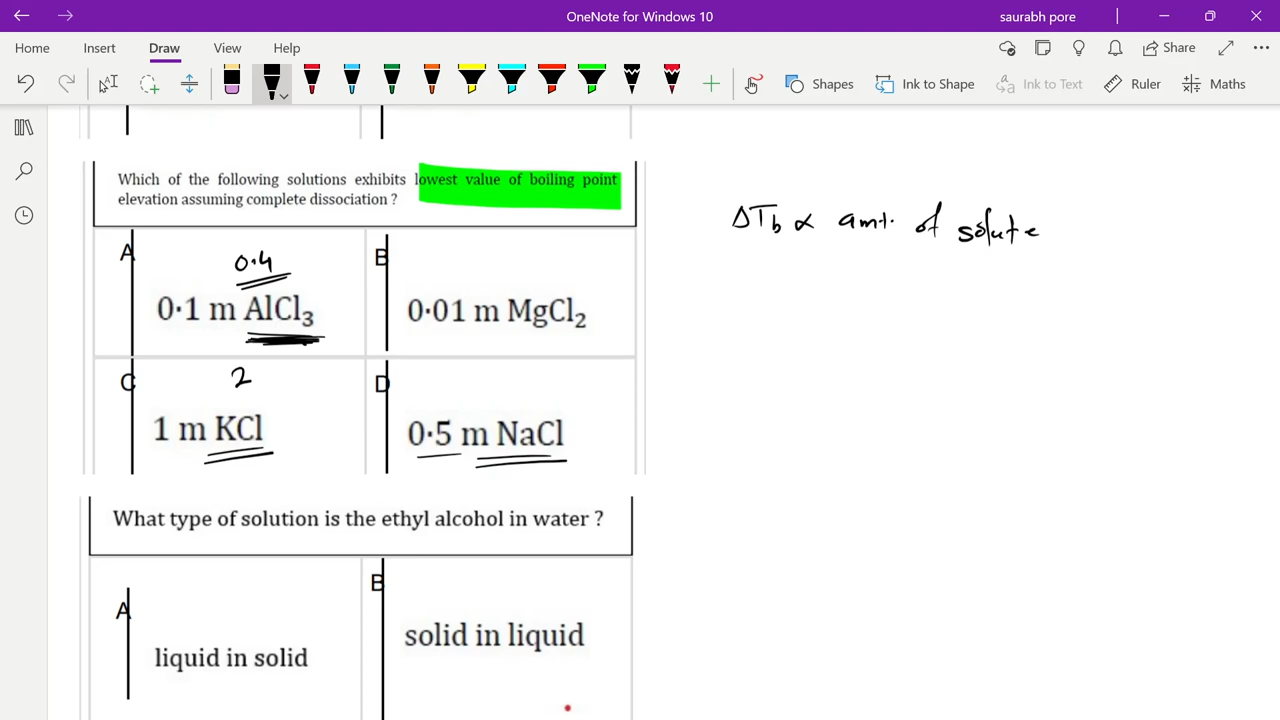 OneNote for Windows 10
saurabh pore
Home Insert Draw View Help
Share
Shapes
Ink to Shape
Ink to Text
Ruler
Maths
Which of the following solutions exhibits lowest value of boiling point
elevation assuming complete dissociation ?
ΔTb ∝ amt. of solute
A
0.4
0·1 m AlCl₃
B
0·01 m MgCl₂
C
2
1 m KCl
D
0·5 m NaCl
What type of solution is the ethyl alcohol in water ?
A
liquid in solid
B
solid in liquid